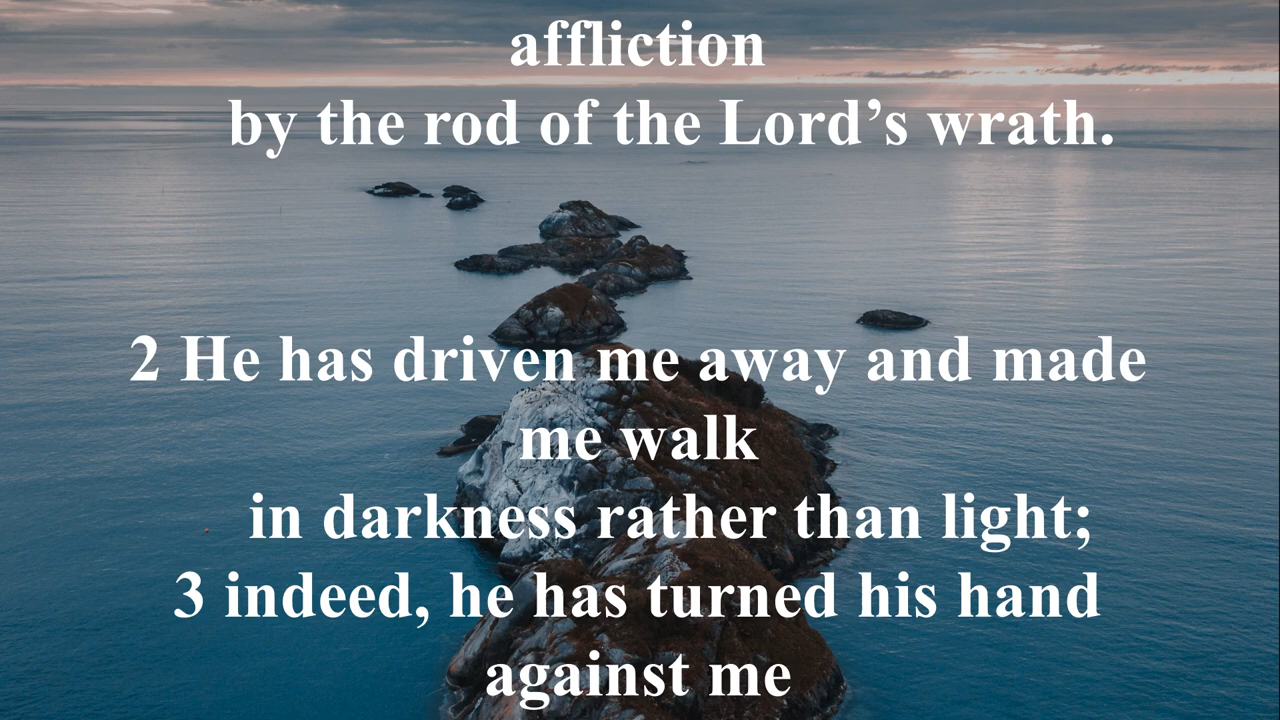 affliction
by the rod of the Lord’s wrath.
2 He has driven me away and made
me walk
in darkness rather than light;
3 indeed, he has turned his hand
against me